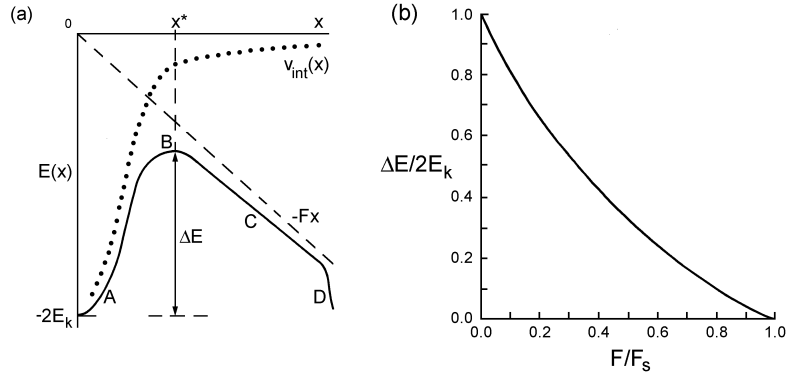 (a)
0
x*
x
v_int(x)
B
E(x)
-Fx
C
ΔE
A
D
-2E_k
(b)
1.0
0.8
0.6
ΔE/2E_k
0.4
0.2
0.0
0.0 0.2 0.4 0.6 0.8 1.0
F/F_s